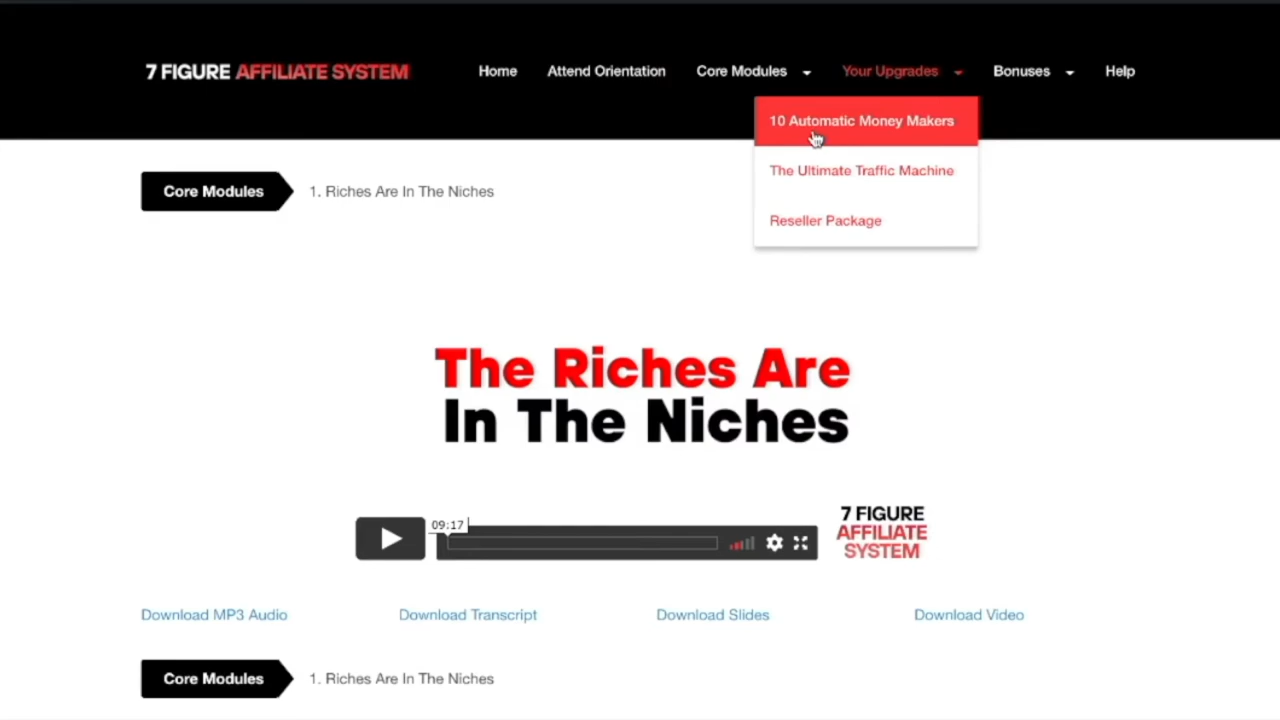 7 FIGURE AFFILIATE SYSTEM
Home
Attend Orientation
Core Modules
Your Upgrades
Bonuses
Help
10 Automatic Money Makers
The Ultimate Traffic Machine
Reseller Package
Core Modules
1. Riches Are In The Niches
The Riches Are
In The Niches
09:17
7 FIGURE
AFFILIATE
SYSTEM
Download MP3 Audio
Download Transcript
Download Slides
Download Video
Core Modules
1. Riches Are In The Niches